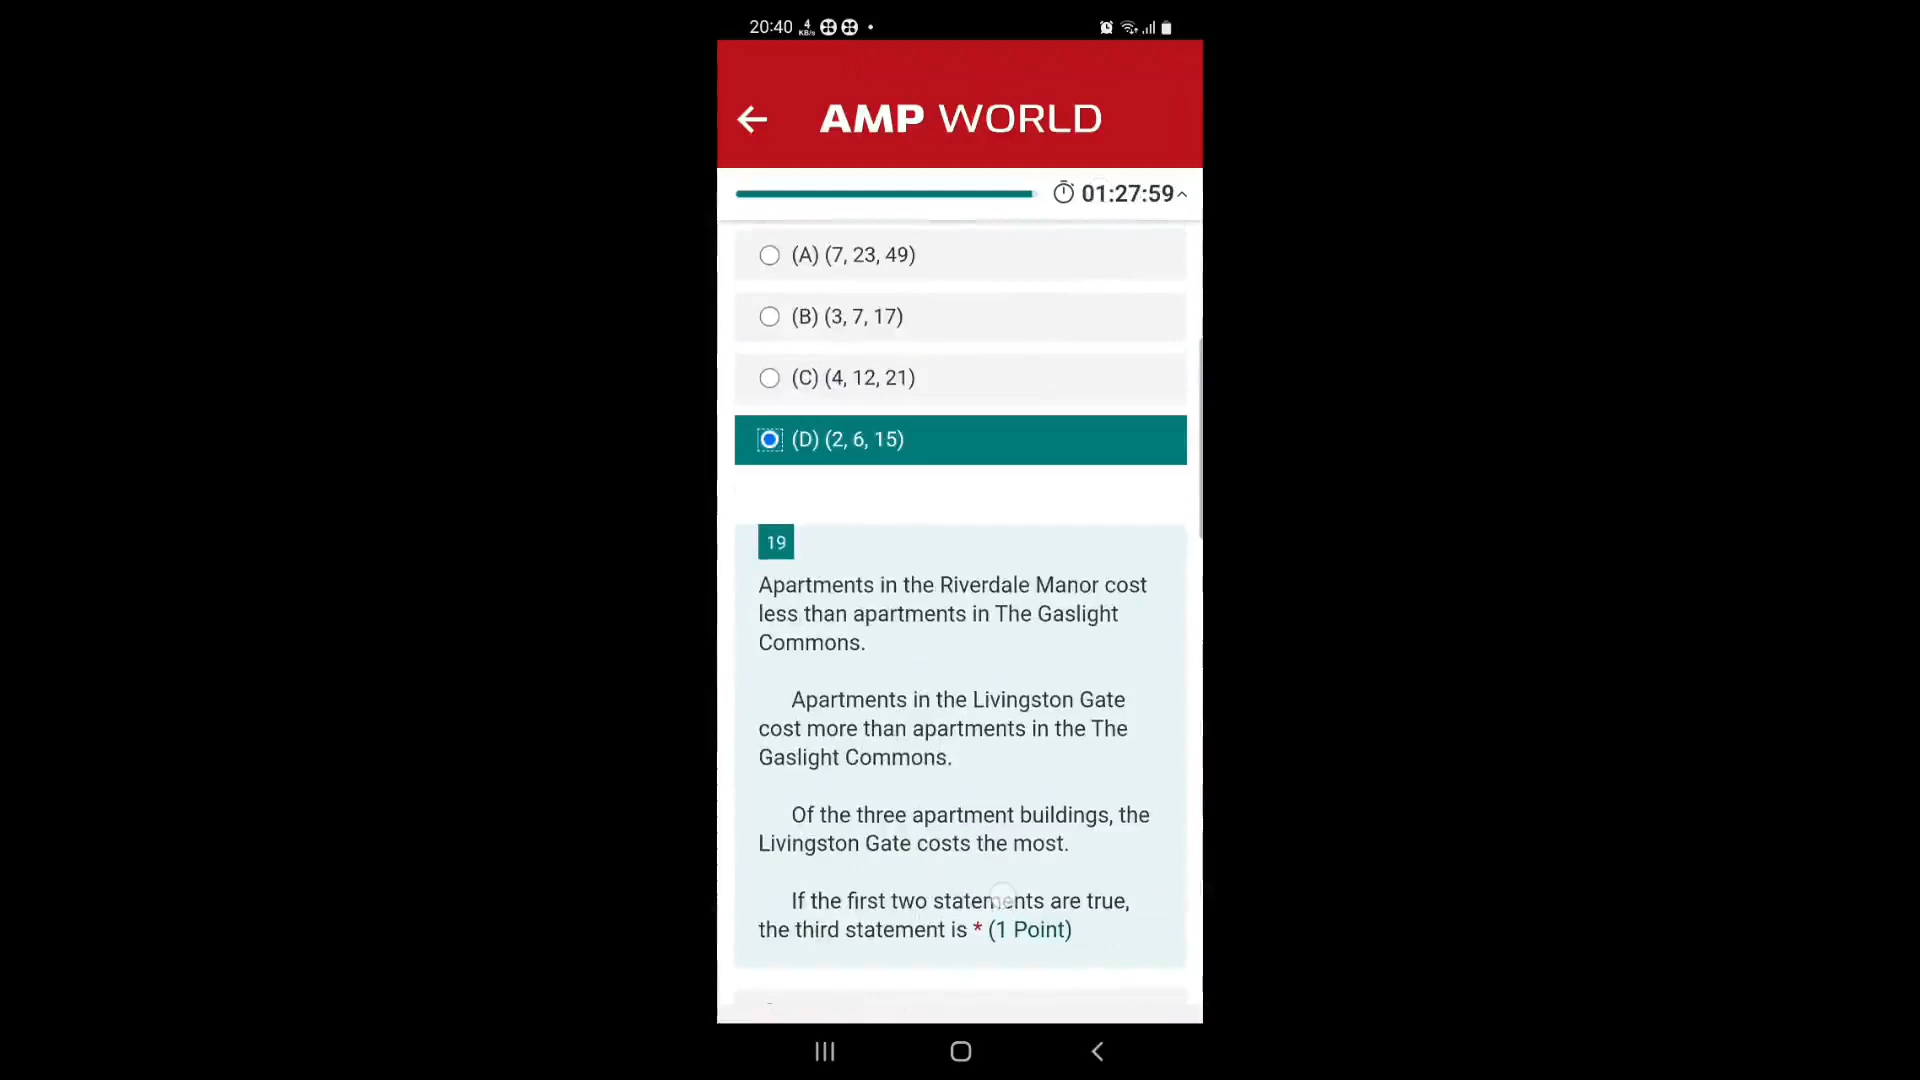 20:40 4 KB/s
AMP WORLD
01:27:59
(A) (7, 23, 49)
(B) (3, 7, 17)
(C) (4, 12, 21)
(D) (2, 6, 15)
19
Apartments in the Riverdale Manor cost
less than apartments in The Gaslight
Commons.
Apartments in the Livingston Gate
cost more than apartments in the The
Gaslight Commons.
Of the three apartment buildings, the
Livingston Gate costs the most.
If the first two statements are true,
the third statement is * (1 Point)